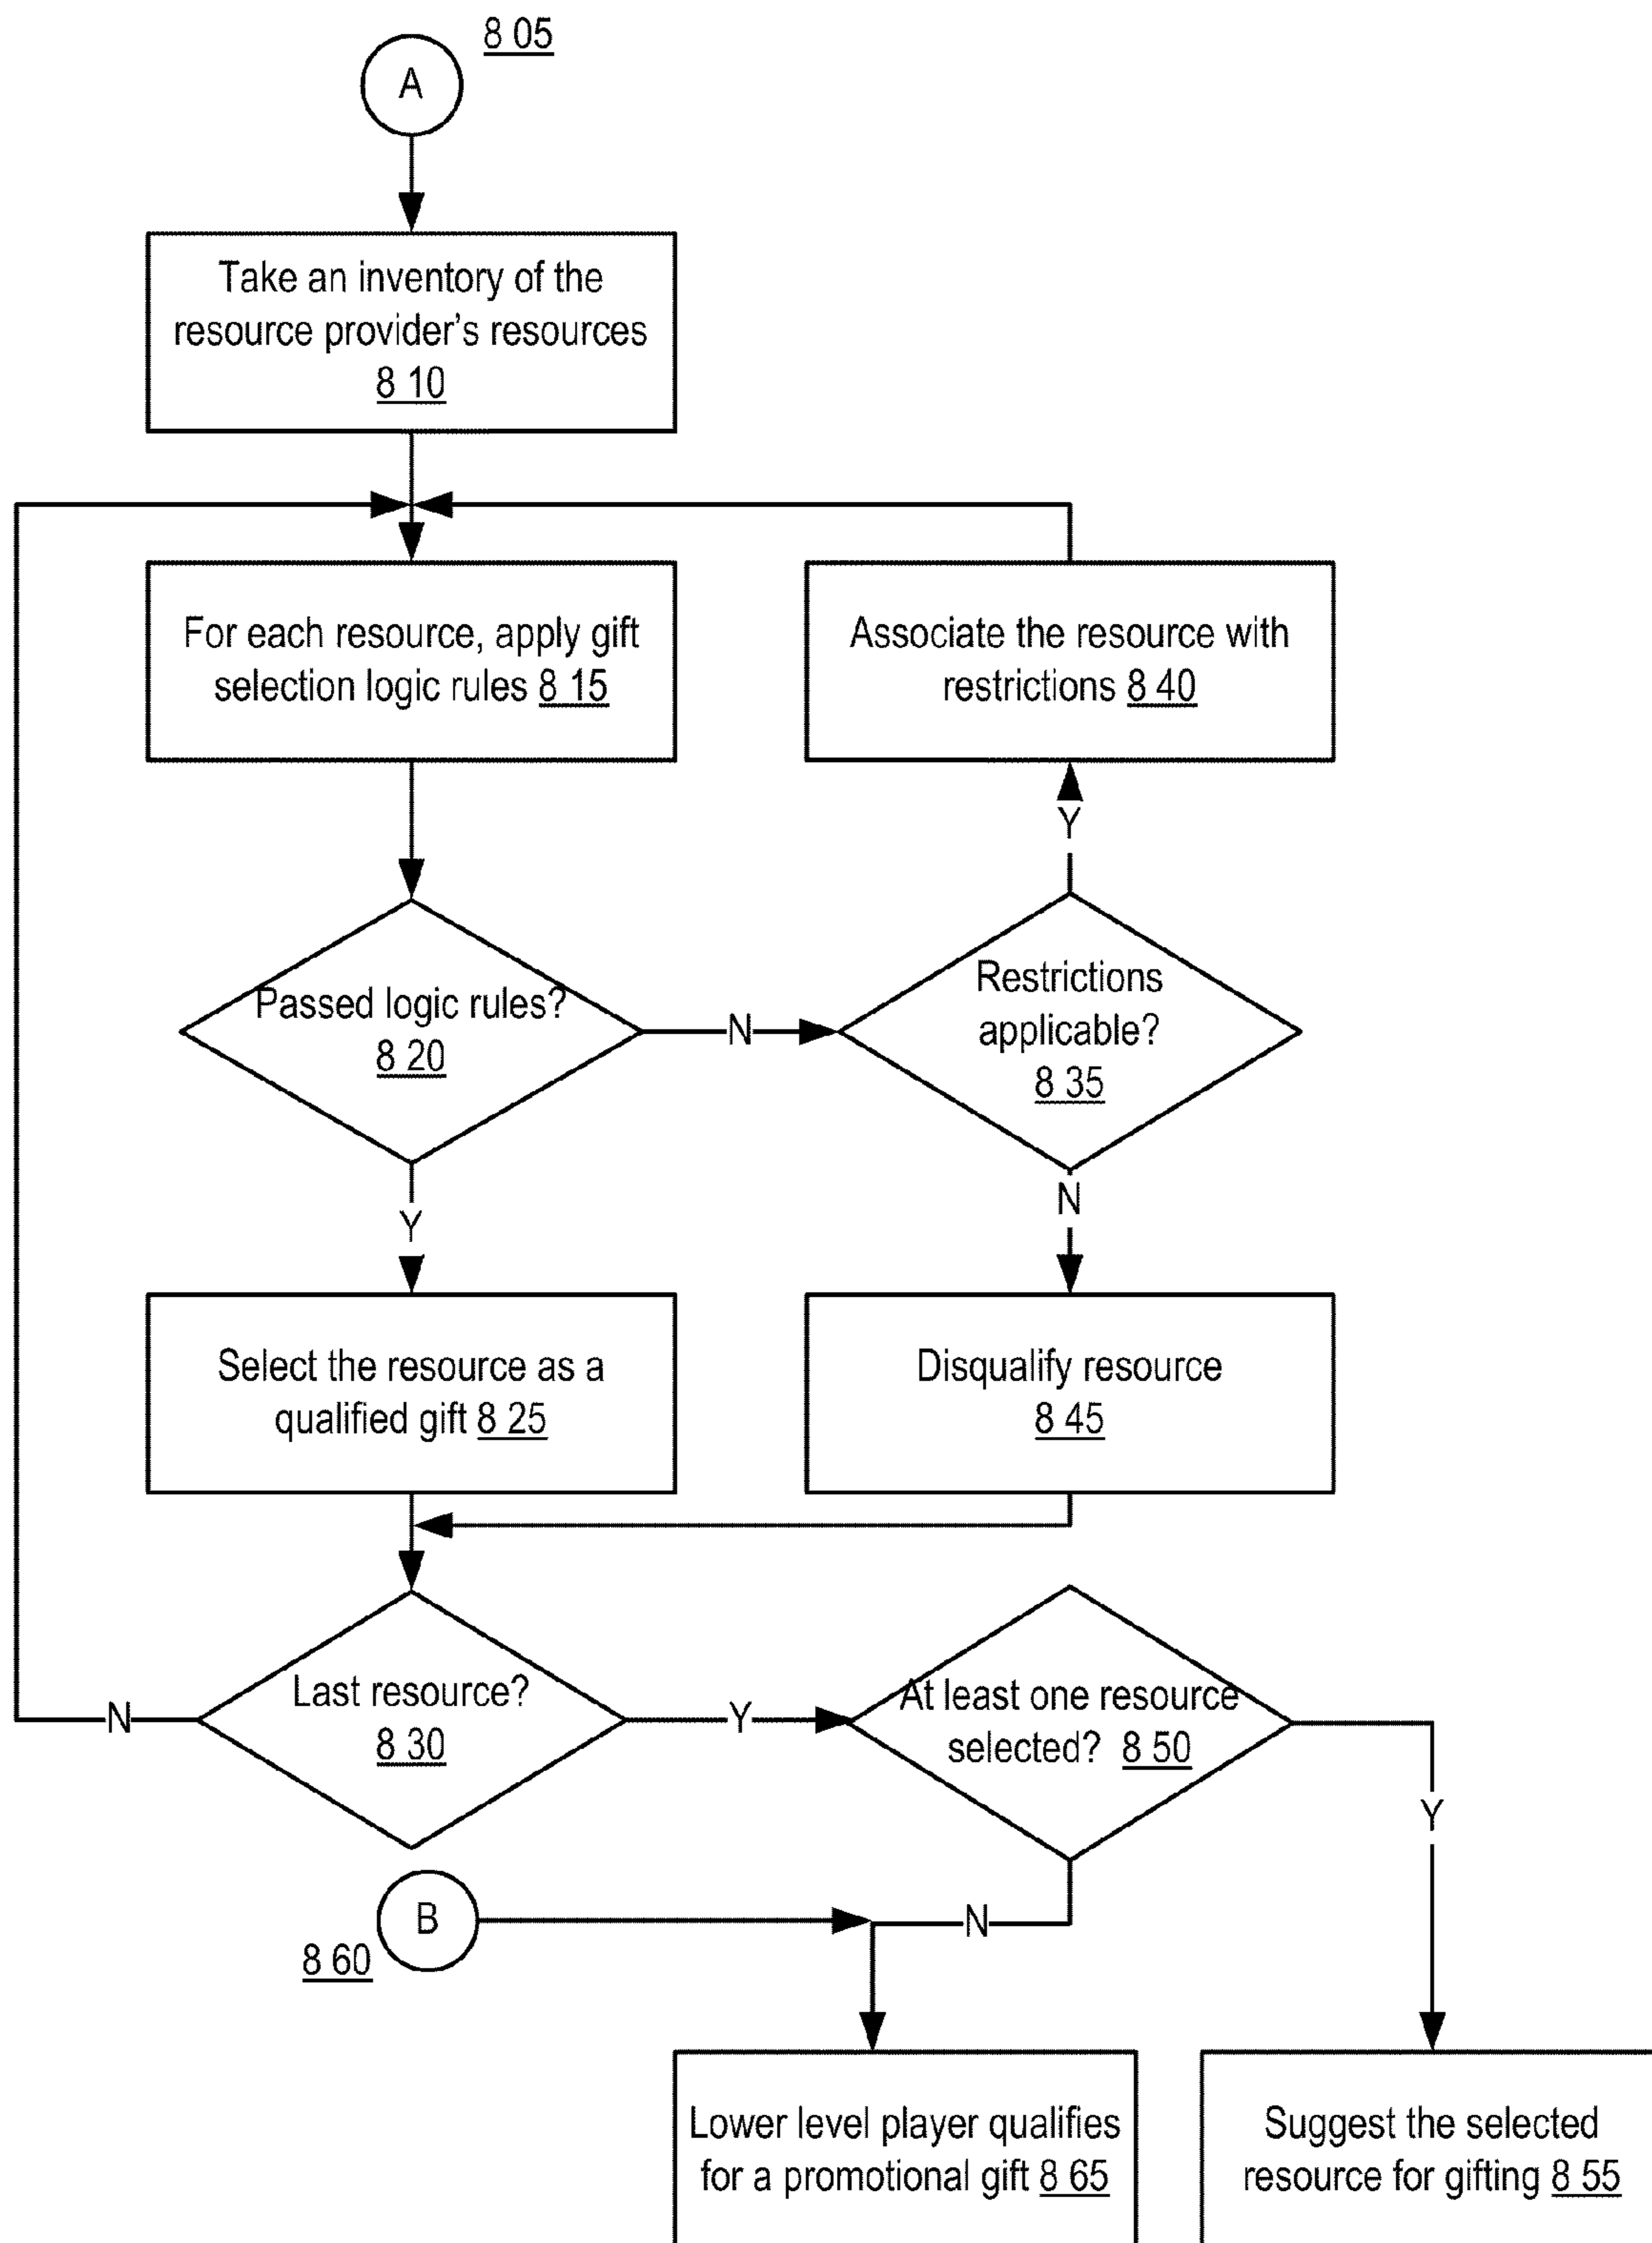 8 05
A
Take an inventory of the
resource provider's resources
8 10
For each resource, apply gift
selection logic rules 8 15
Associate the resource with
restrictions 8 40
Y
Passed logic rules?
8 20
N
Restrictions
applicable?
8 35
Y
N
Select the resource as a
qualified gift 8 25
Disqualify resource
8 45
Last resource?
8 30
N
Y
At least one resource
selected? 8 50
Y
B
8 60
N
Lower level player qualifies
for a promotional gift 8 65
Suggest the selected
resource for gifting 8 55